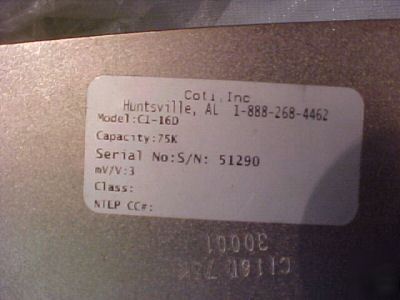 Coti,Inc
Huntsville, AL 1-888-268-4462
Model:CI-16D
Capacity:75K
Serial No:S/N: 51290
mV/V:3
Class:
NTEP CC#:
CI16D 75K
30001